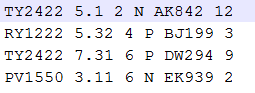 TY2422 5.1 2 N AK842 12
RY1222 5.32 4 P BJ199 3
TY2422 7.31 6 P DW294 9
PV1550 3.11 6 N EK939 2